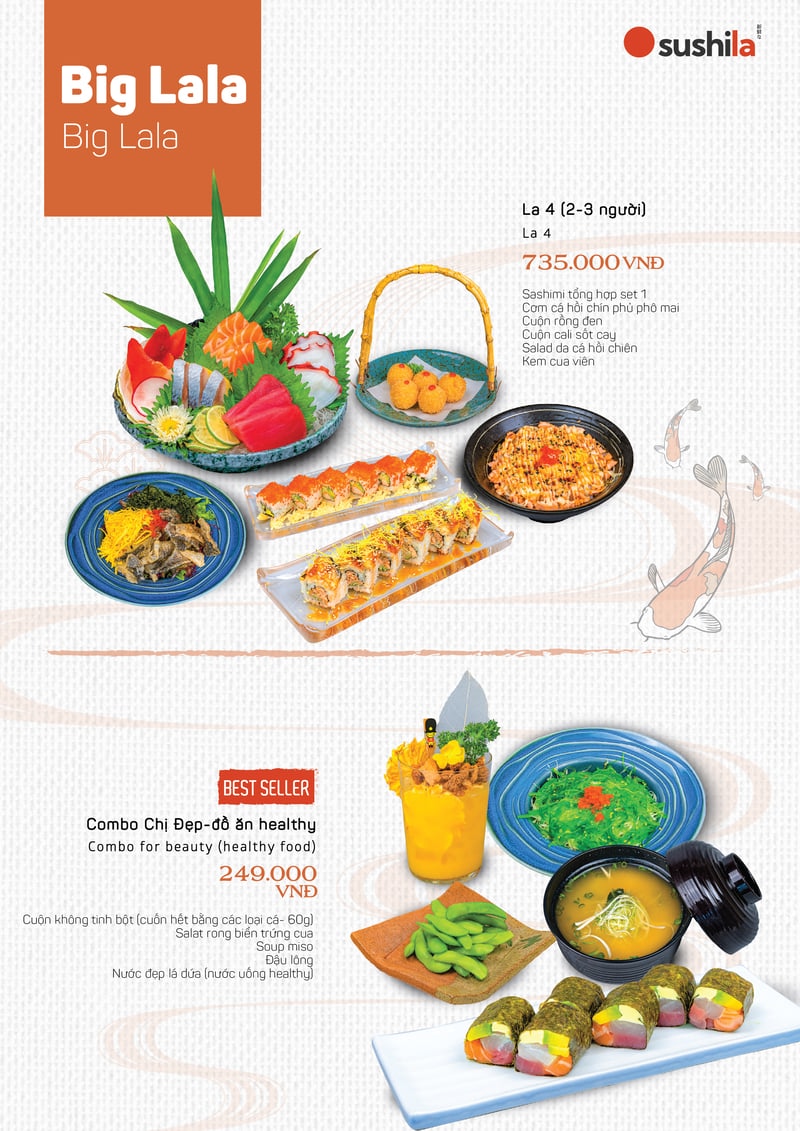 sushila
Big Lala
Big Lala
La 4 (2-3 người)
La 4
735.000 VNĐ
Sashimi tổng hợp set 1
Cơm cá hồi chín phủ phô mai
Cuộn rồng đen
Cuộn cali sốt cay
Salad da cá hồi chiên
Kem cua viên
BEST SELLER
Combo Chị Đẹp-đồ ăn healthy
Combo for beauty (healthy food)
249.000
VNĐ
Cuộn không tinh bột (cuốn hết bằng các loại cá- 60g)
Salat rong biển trứng cua
Soup miso
Đậu lông
Nước đẹp lá dứa (nước uống healthy)